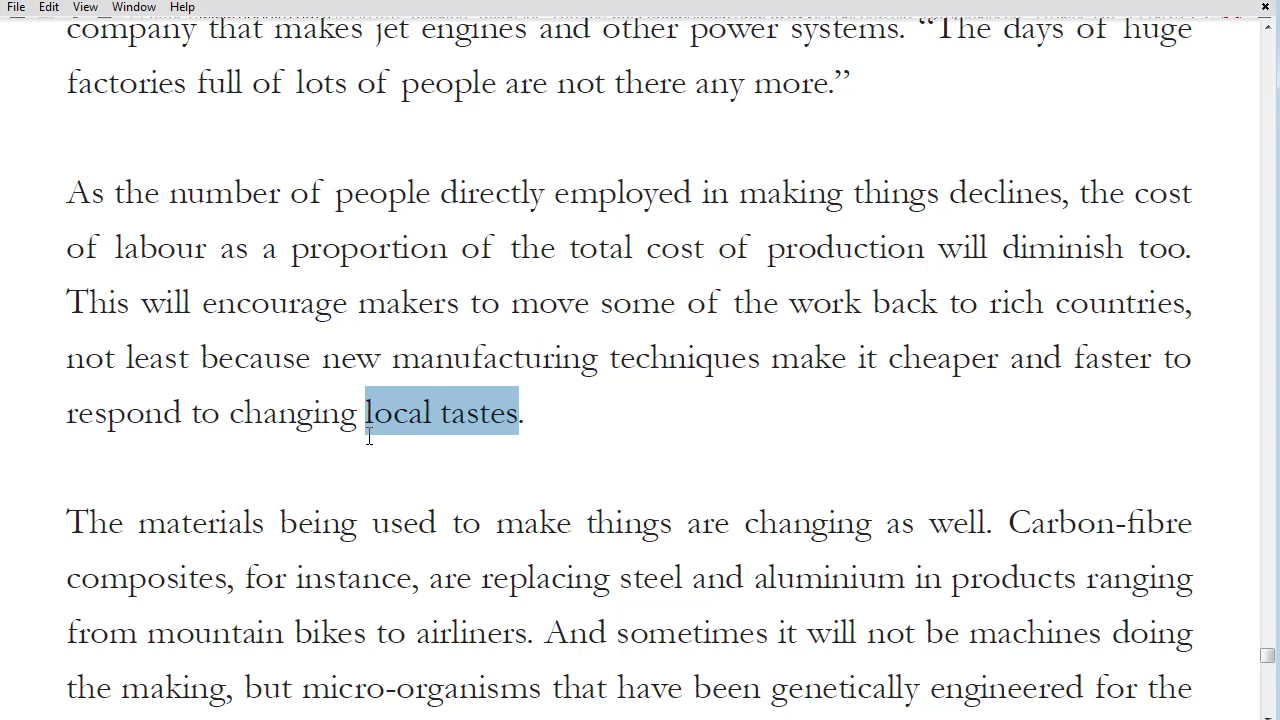 File Edit View Window Help
company that makes jet engines and other power systems. “The days of huge
factories full of lots of people are not there any more.”
As the number of people directly employed in making things declines, the cost
of labour as a proportion of the total cost of production will diminish too.
This will encourage makers to move some of the work back to rich countries,
not least because new manufacturing techniques make it cheaper and faster to
respond to changing local tastes.
The materials being used to make things are changing as well. Carbon-fibre
composites, for instance, are replacing steel and aluminium in products ranging
from mountain bikes to airliners. And sometimes it will not be machines doing
the making, but micro-organisms that have been genetically engineered for the